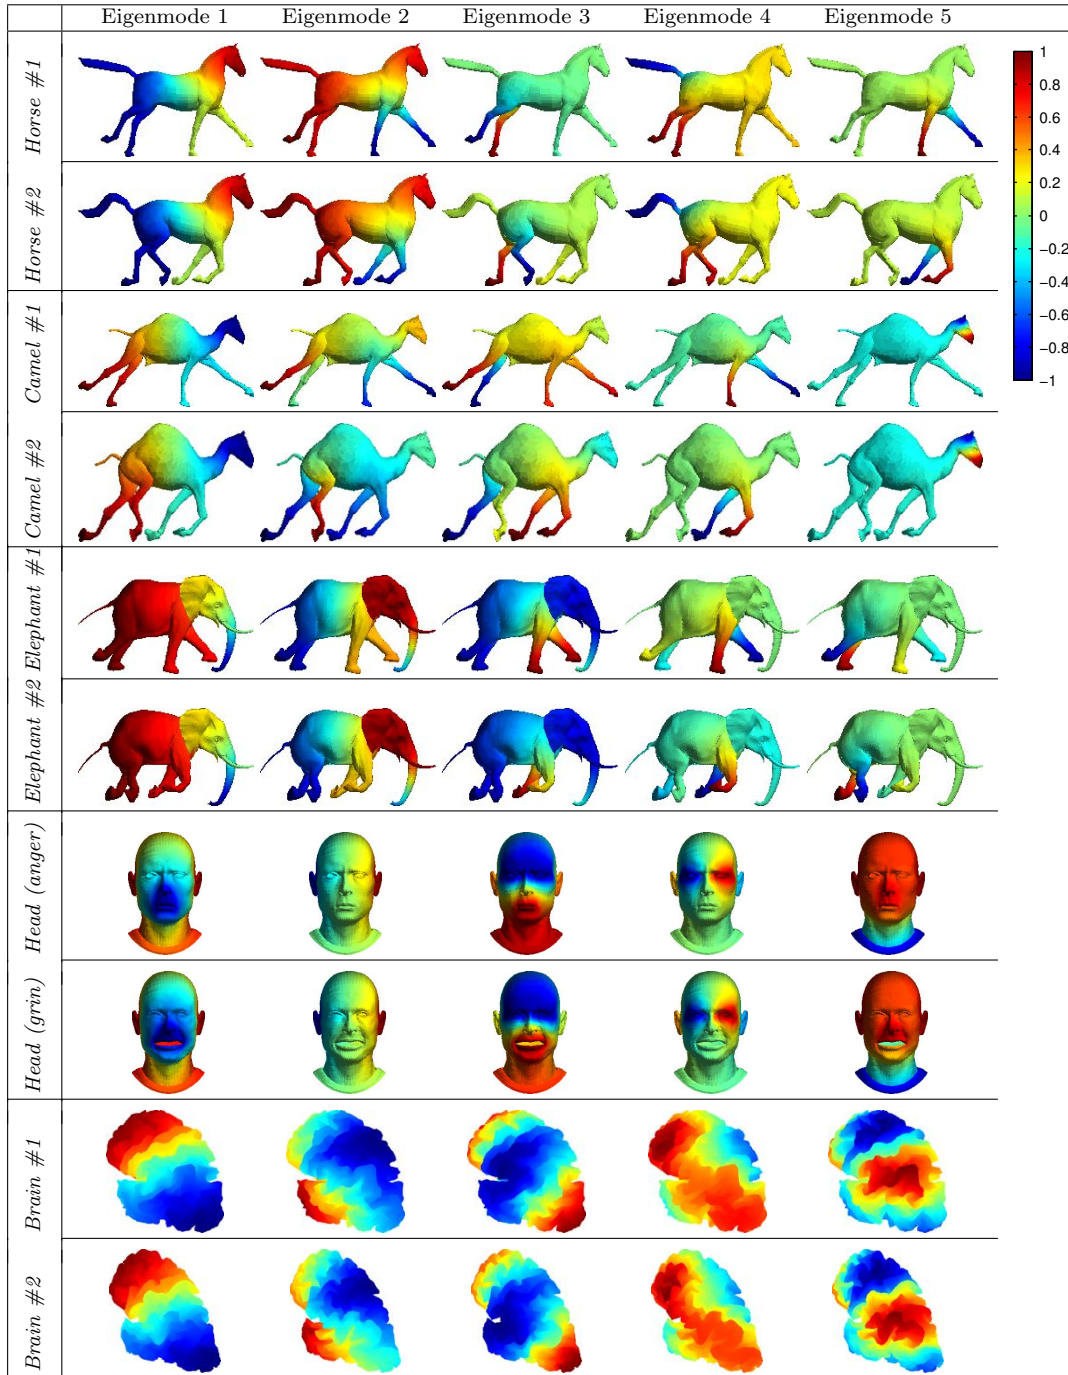 Eigenmode 1 Eigenmode 2 Eigenmode 3 Eigenmode 4 Eigenmode 5
Horse #1
Horse #2
Camel #1
Camel #2
Elephant #1
Elephant #2
Head (anger)
Head (grin)
Brain #1
Brain #2
1
0.8
0.6
0.4
0.2
0
−0.2
−0.4
−0.6
−0.8
−1